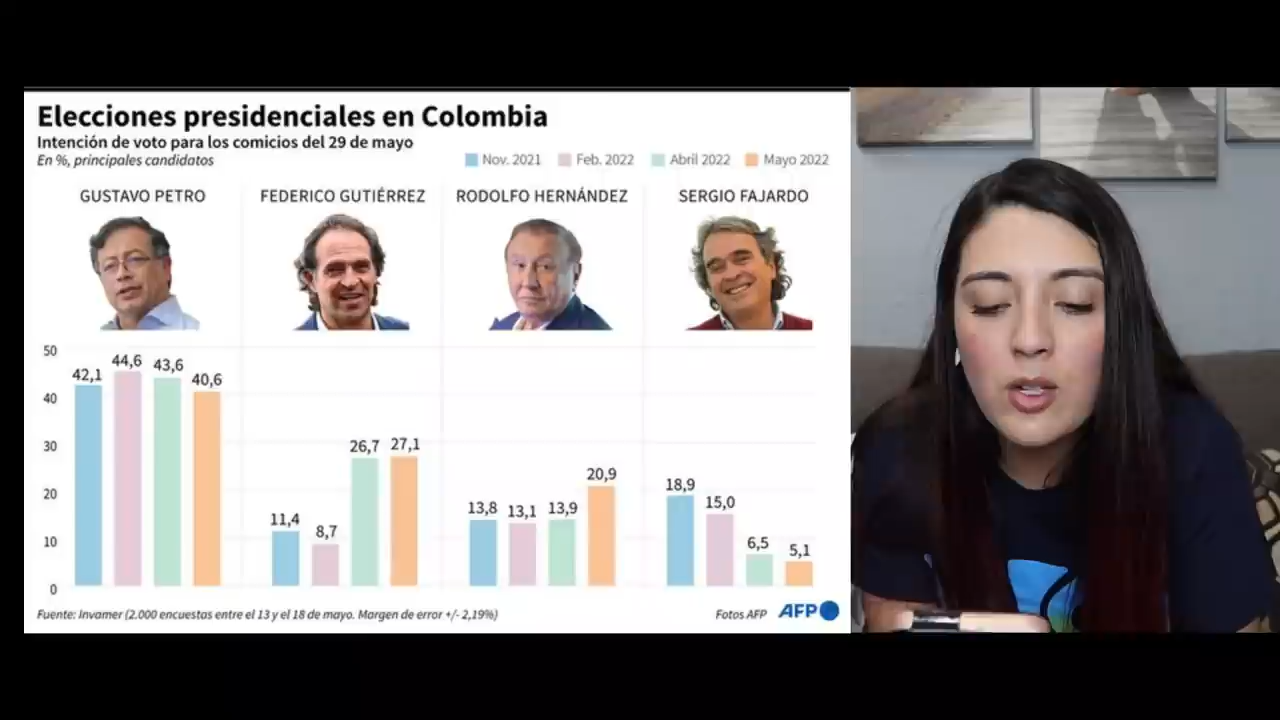 Elecciones presidenciales en Colombia
Intención de voto para los comicios del 29 de mayo
En %, principales candidatos
Nov. 2021 Feb. 2022 Abril 2022 Mayo 2022
GUSTAVO PETRO FEDERICO GUTIÉRREZ RODOLFO HERNÁNDEZ SERGIO FAJARDO
50
40
30
20
10
0
42,1 44,6 43,6 40,6
11,4 8,7 26,7 27,1
13,8 13,1 13,9 20,9
18,9 15,0 6,5 5,1
Fuente: Invamer (2.000 encuestas entre el 13 y el 18 de mayo. Margen de error +/- 2,19%)
Fotos AFP AFP